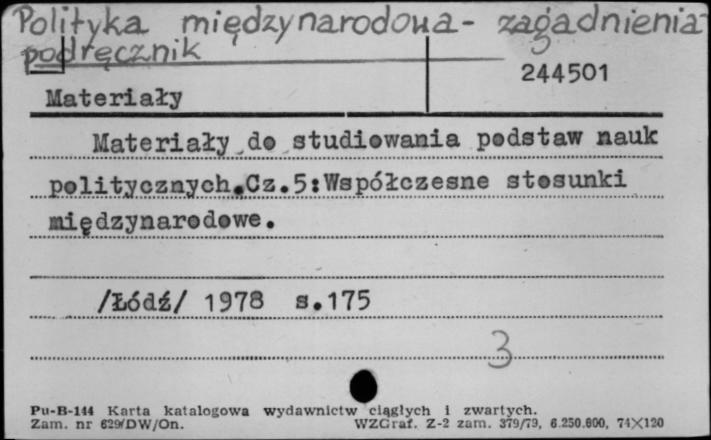 Polityka międzynarodowa - zagadnienia -
podręcznik
244501
Materiały
Materiały do studiowania podstaw nauk
politycznych.Cz.5:Współczesne stosunki
międzynarodowe.
/Łódź/ 1978 s.175
3
Pu-B-144 Karta katalogowa wydawnictw ciągłych i zwartych.
Zam. nr 629/DW/On. WZGraf. Z-2 zam. 379/79, 6.250.600, 74X120